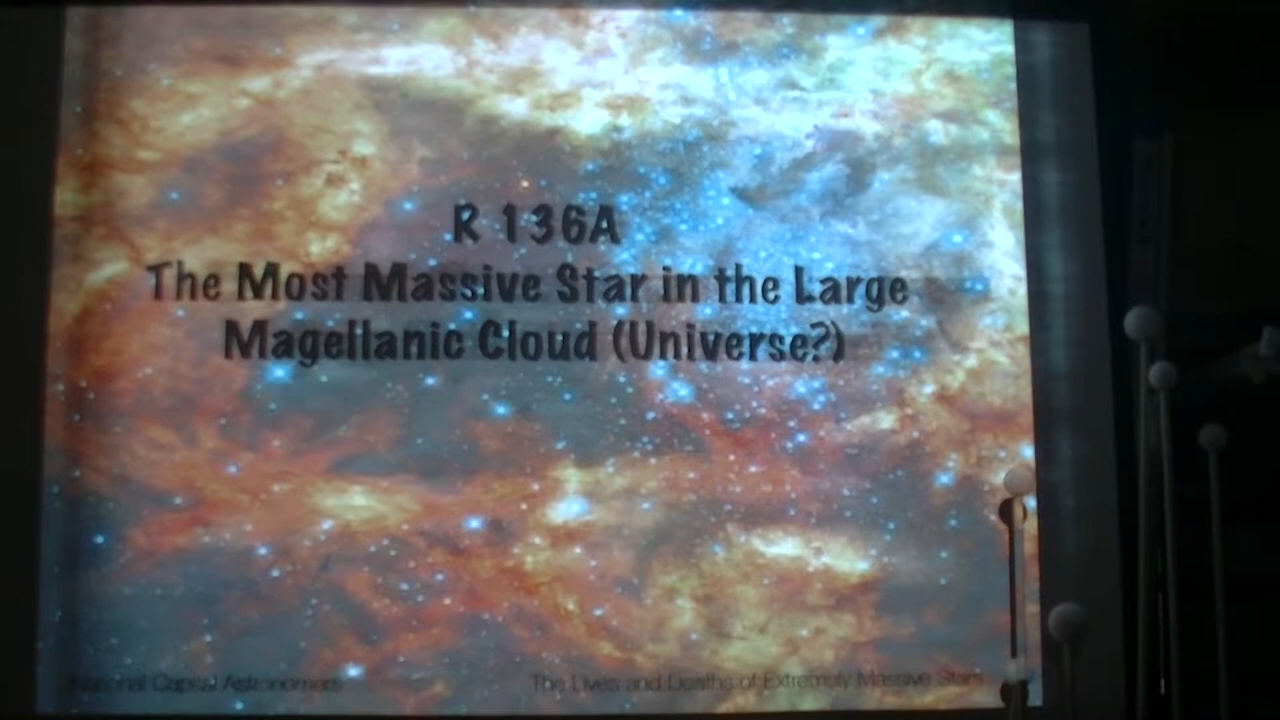 R 136A
The Most Massive Star in the Large
Magellanic Cloud (Universe?)
National Capital Astronomers
The Lives and Deaths of Extremely Massive Stars